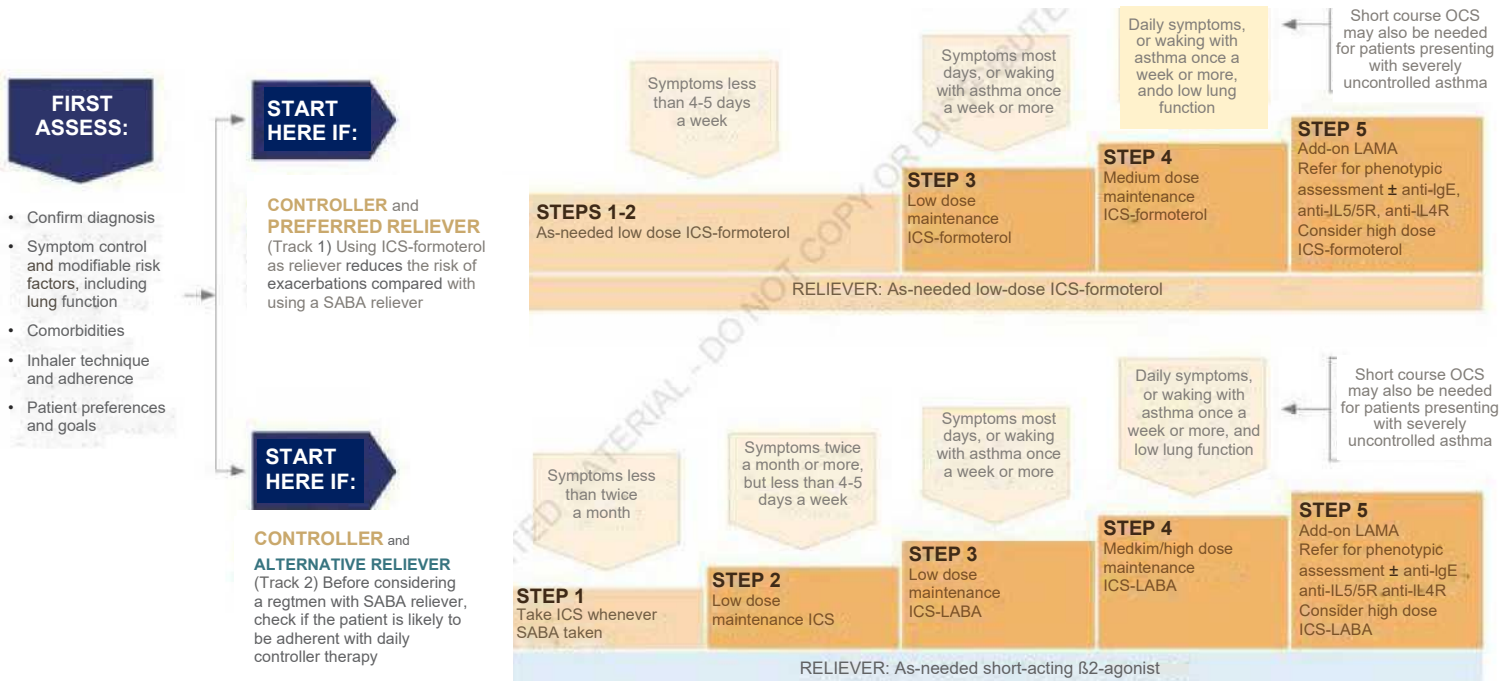 FIRST
ASSESS:
• Confirm diagnosis
• Symptom control
and modifiable risk
factors, including
lung function
• Comorbidities
• Inhaler technique
and adherence
• Patient preferences
and goals
START
HERE IF:
CONTROLLER and
PREFERRED RELIEVER
(Track 1) Using ICS-formoterol
as reliever reduces the risk of
exacerbations compared with
using a SABA reliever
Symptoms less
than 4-5 days
a week
Symptoms most
days, or waking
with asthma once
a week or more
Daily symptoms,
or waking with
asthma once a
week or more,
ando low lung
function
Short course OCS
may also be needed
for patients presenting
with severely
uncontrolled asthma
STEPS 1-2
As-needed low dose ICS-formoterol
STEP 3
Low dose
maintenance
ICS-formoterol
STEP 4
Medium dose
maintenance
ICS-formoterol
STEP 5
Add-on LAMA
Refer for phenotypic
assessment ± anti-IgE,
anti-IL5/5R, anti-IL4R
Consider high dose
ICS-formoterol
RELIEVER: As-needed low-dose ICS-formoterol
START
HERE IF:
CONTROLLER and
ALTERNATIVE RELIEVER
(Track 2) Before considering
a regtmen with SABA reliever,
check if the patient is likely to
be adherent with daily
controller therapy
Symptoms less
than twice
a month
Symptoms twice
a month or more,
but less than 4-5
days a week
Symptoms most
days, or waking
with asthma once
a week or more
Daily symptoms,
or waking with
asthma once a
week or more, and
low lung function
Short course OCS
may also be needed
for patients presenting
with severely
uncontrolled asthma
STEP 1
Take ICS whenever
SABA taken
STEP 2
Low dose
maintenance ICS
STEP 3
Low dose
maintenance
ICS-LABA
STEP 4
Medkim/high dose
maintenance
ICS-LABA
STEP 5
Add-on LAMA
Refer for phenotypic
assessment ± anti-IgE ,
anti-IL5/5R anti-IL4R
Consider high dose
ICS-LABA
RELIEVER: As-needed short-acting ß2-agonist
MATERIAL - DO NOT COPY OR DISTRIBUTE